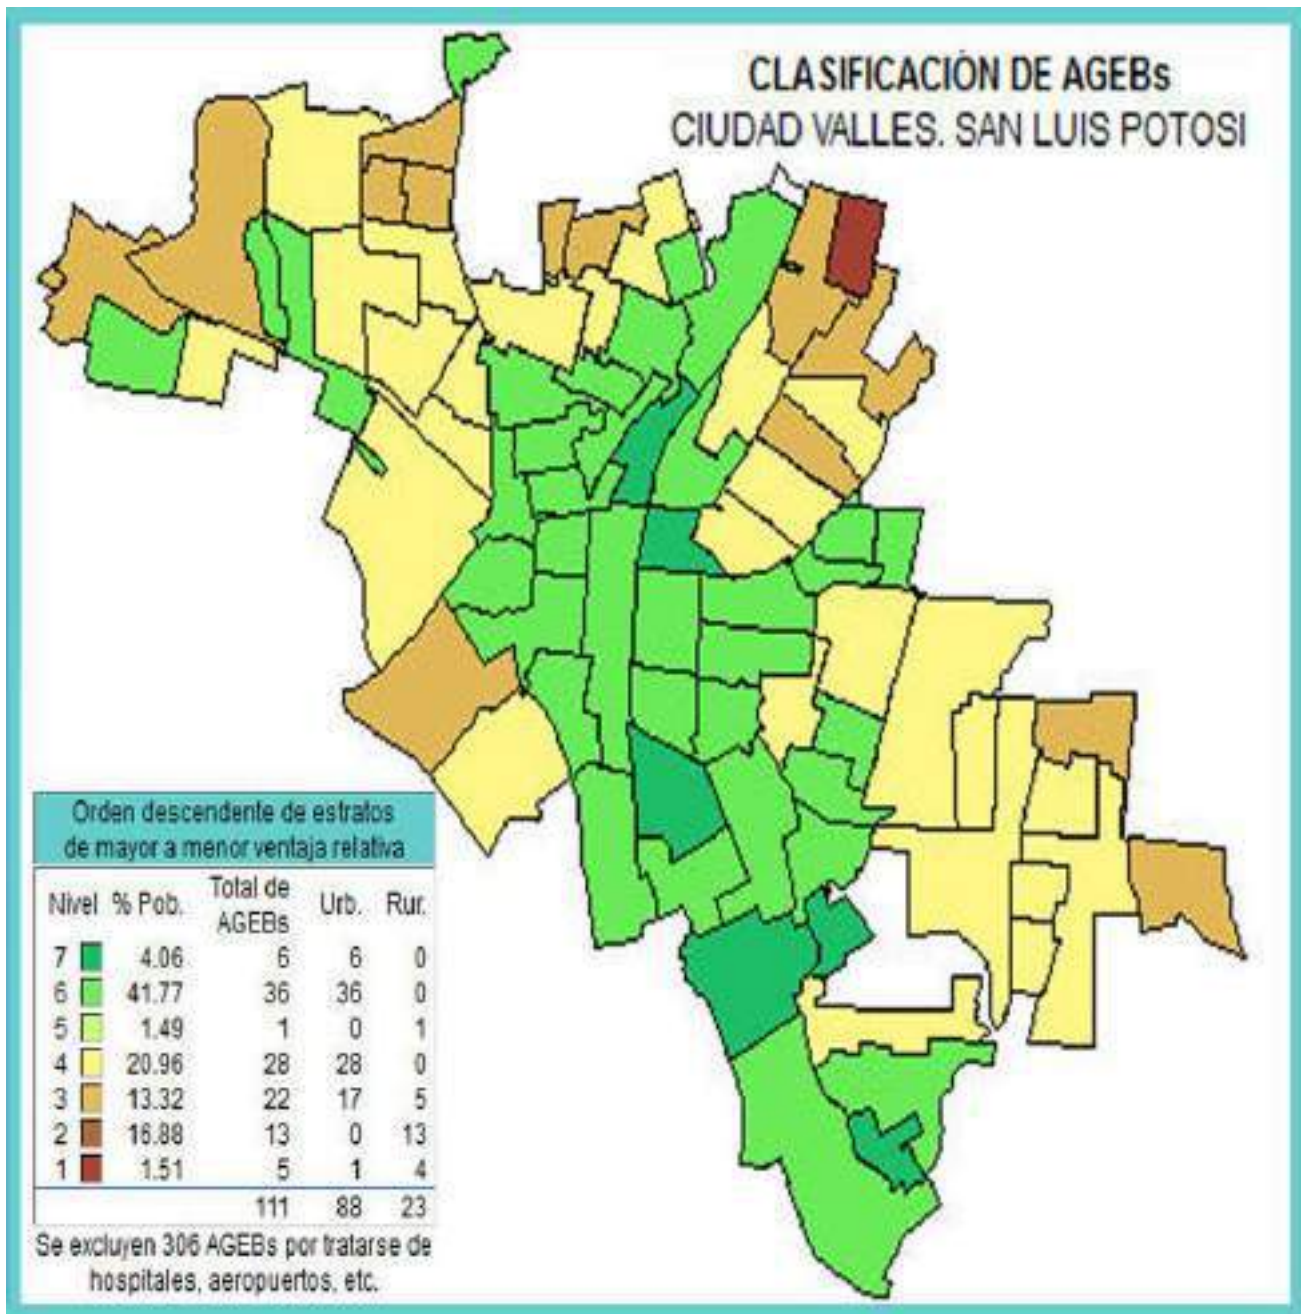 CLASIFICACIÓN DE AGEBs
CIUDAD VALLES. SAN LUIS POTOSI
Orden descendente de estratos
de mayor a menor ventaja relativa
Nivel % Pob. Total de AGEBs Urb. Rur.
7 4.06 6 6 0
6 41.77 36 36 0
5 1.49 1 0 1
4 20.96 28 28 0
3 13.32 22 17 5
2 16.88 13 0 13
1 1.51 5 1 4
111 88 23
Se excluyen 306 AGEBs por tratarse de
hospitales, aeropuertos, etc.